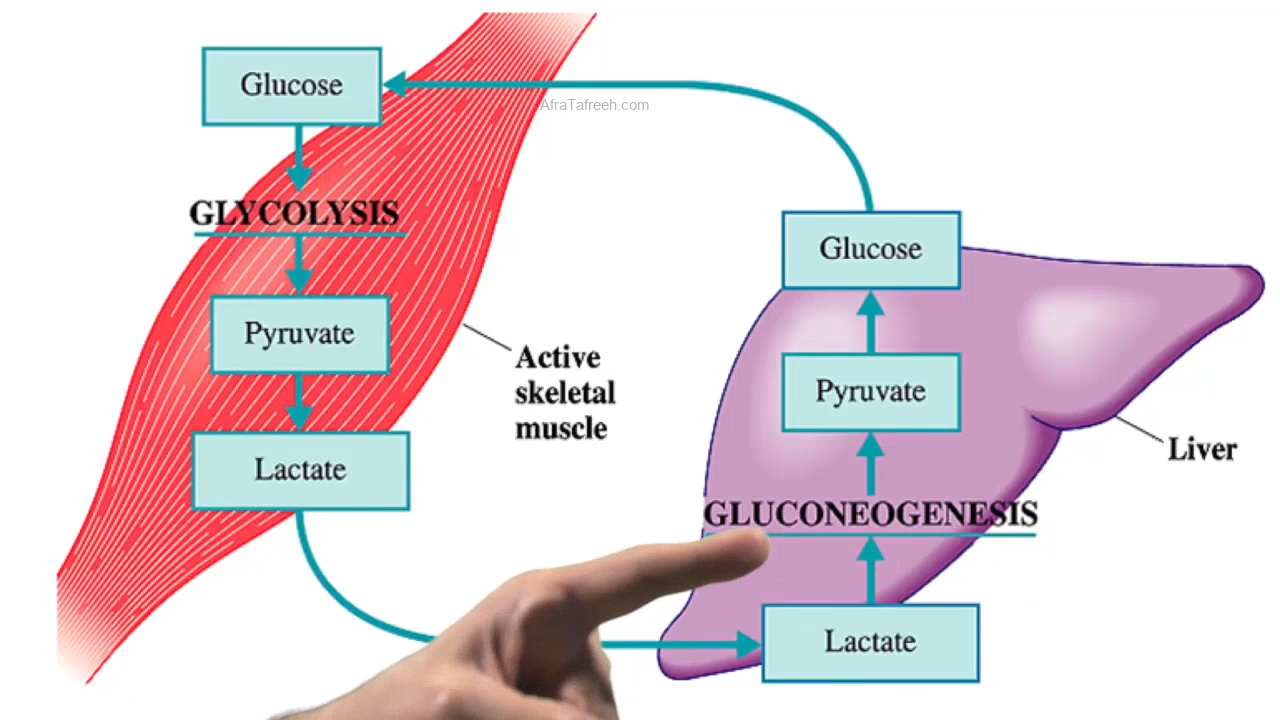 Glucose
AfraTafreeh.com
GLYCOLYSIS
Glucose
Pyruvate
Active
skeletal
muscle
Pyruvate
Liver
Lactate
GLUCONEOGENESIS
Lactate